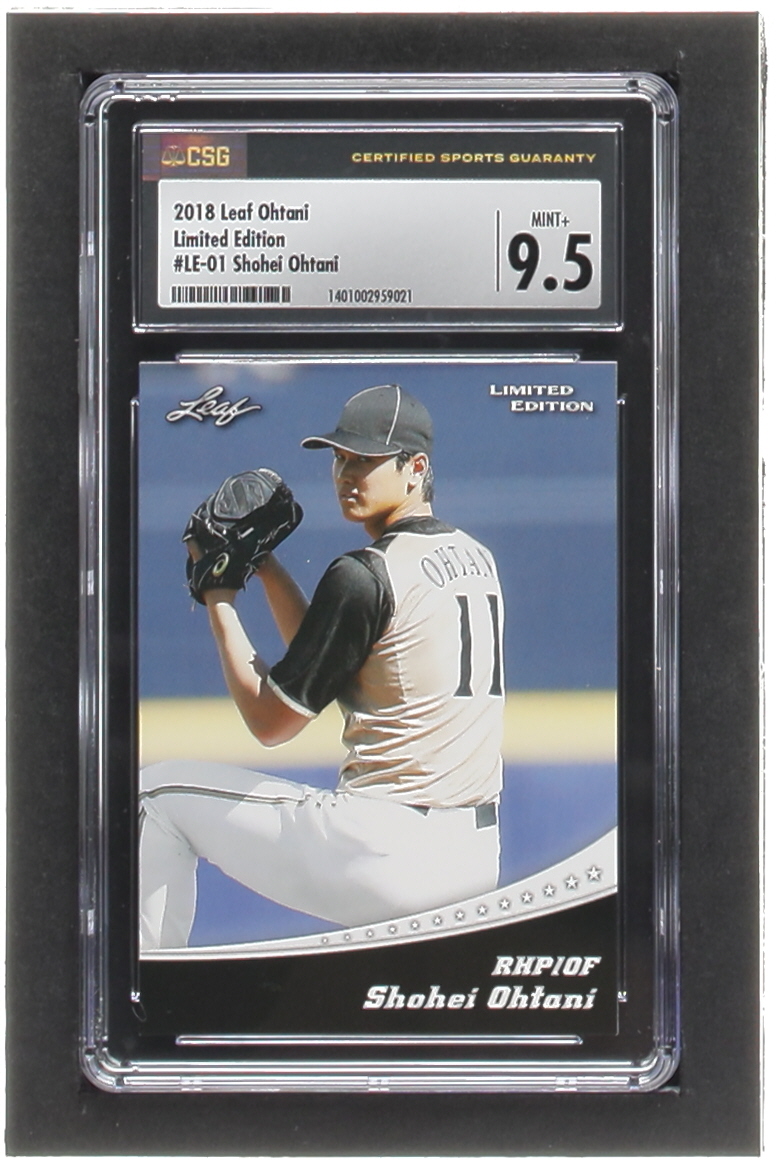 CSG
CERTIFIED SPORTS GUARANTY
2018 Leaf Ohtani
Limited Edition
#LE-01 Shohei Ohtani
1401002959021
MINT+
9.5
Leaf
LIMITED
EDITION
OHTAN
11
RHP/OF
Shohei Ohtani